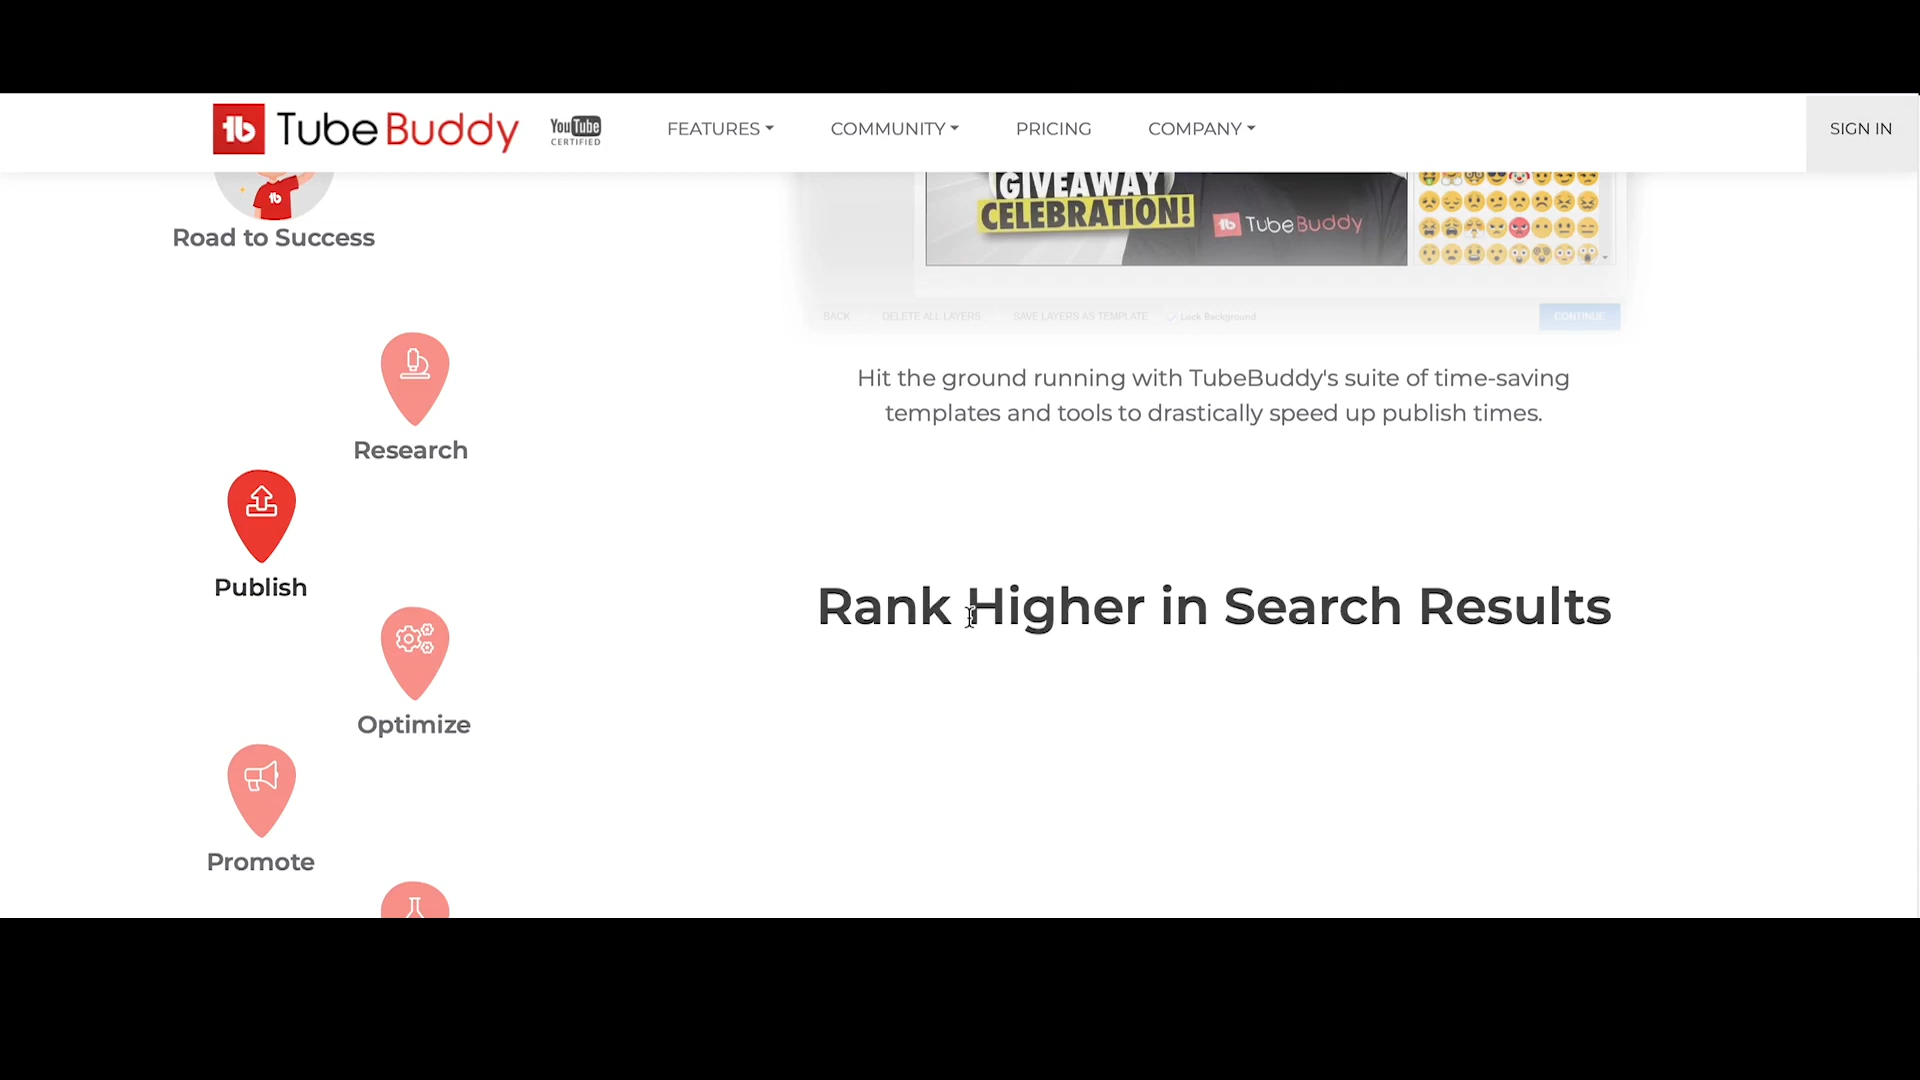 TubeBuddy
YouTube
CERTIFIED
FEATURES
COMMUNITY
PRICING
COMPANY
SIGN IN
Road to Success
GIVEAWAY
CELEBRATION!
TubeBuddy
BACK
DELETE ALL LAYERS
SAVE LAYERS AS TEMPLATE
Lock Background
CONTINUE
Hit the ground running with TubeBuddy's suite of time-saving
templates and tools to drastically speed up publish times.
Research
Publish
Rank Higher in Search Results
Optimize
Promote